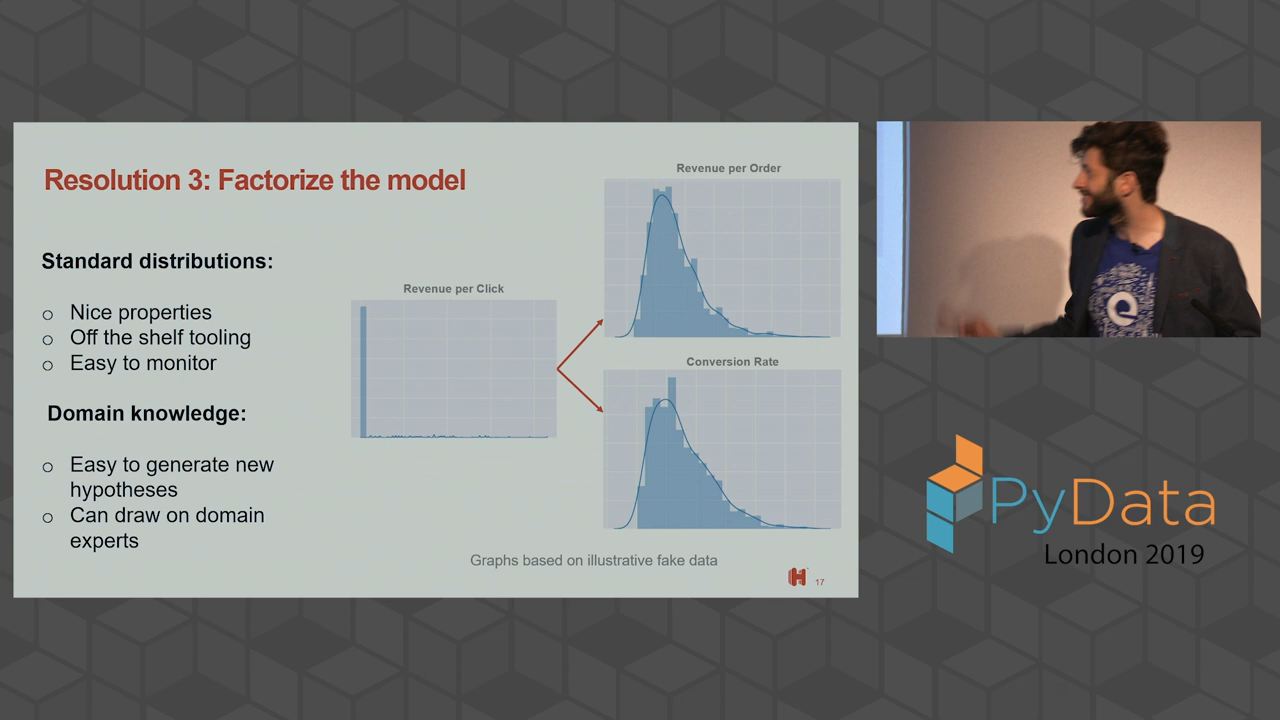 Resolution 3: Factorize the model
Standard distributions:
○ Nice properties
○ Off the shelf tooling
○ Easy to monitor
Domain knowledge:
○ Easy to generate new
hypotheses
○ Can draw on domain
experts
Revenue per Click
Revenue per Order
Conversion Rate
Graphs based on illustrative fake data
H
17
e
PyData
London 2019